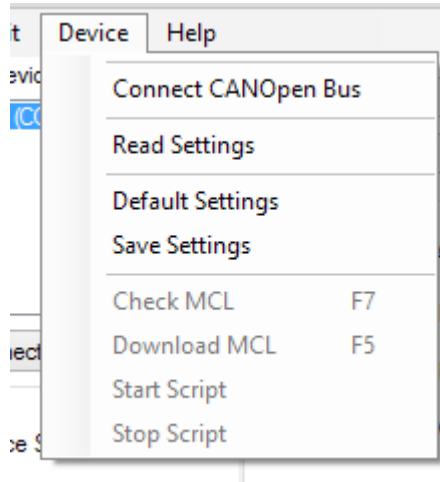 Device Help
Connect CANOpen Bus
Read Settings
Default Settings
Save Settings
Check MCL F7
Download MCL F5
Start Script
Stop Script